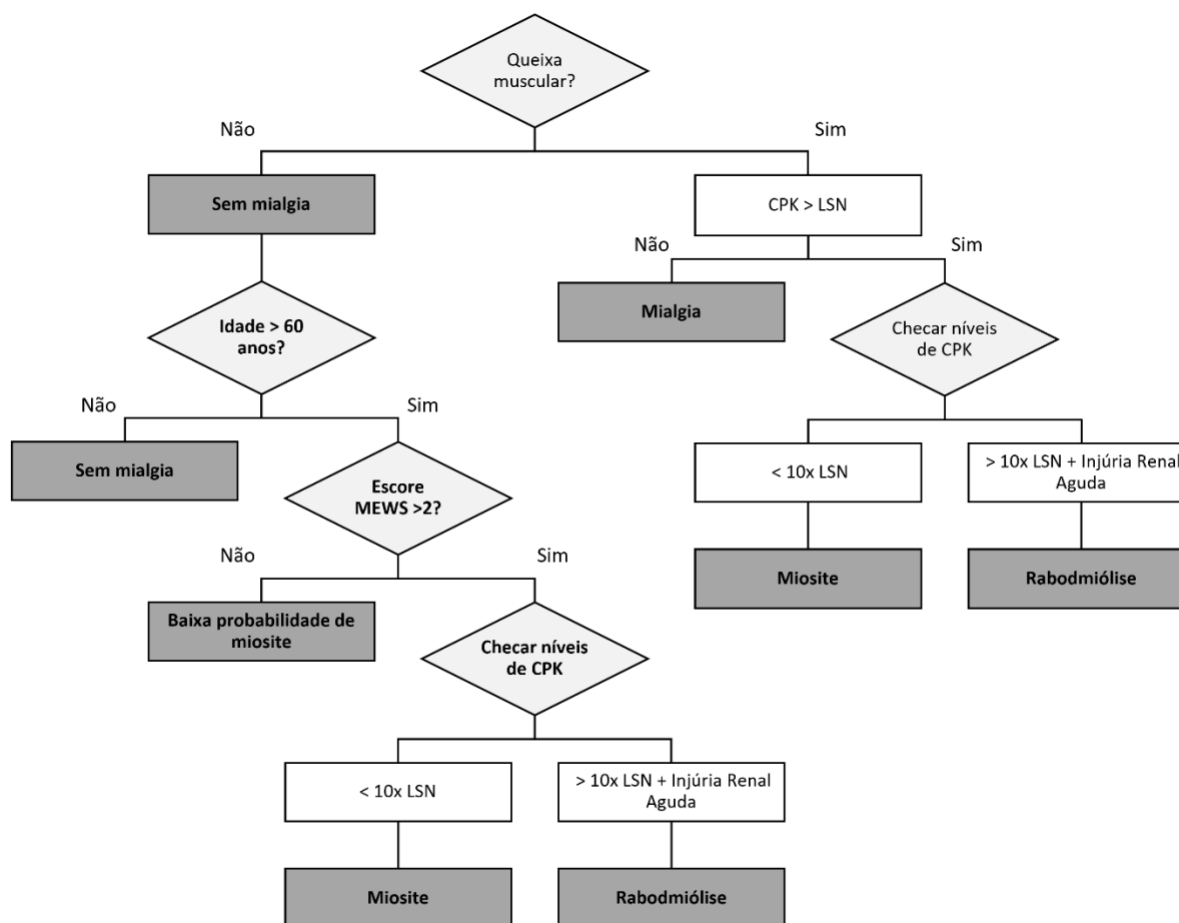 Queixa
muscular?
Não
Sim
Sem mialgia
CPK > LSN
Não
Sim
Idade > 60
anos?
Mialgia
Checar níveis
de CPK
Não
Sim
Sem mialgia
Escore
MEWS >2?
< 10x LSN
> 10x LSN + Injúria Renal
Aguda
Não
Sim
Miosite
Rabodmiólise
Baixa probabilidade de
miosite
Checar níveis
de CPK
< 10x LSN
> 10x LSN + Injúria Renal
Aguda
Miosite
Rabodmiólise